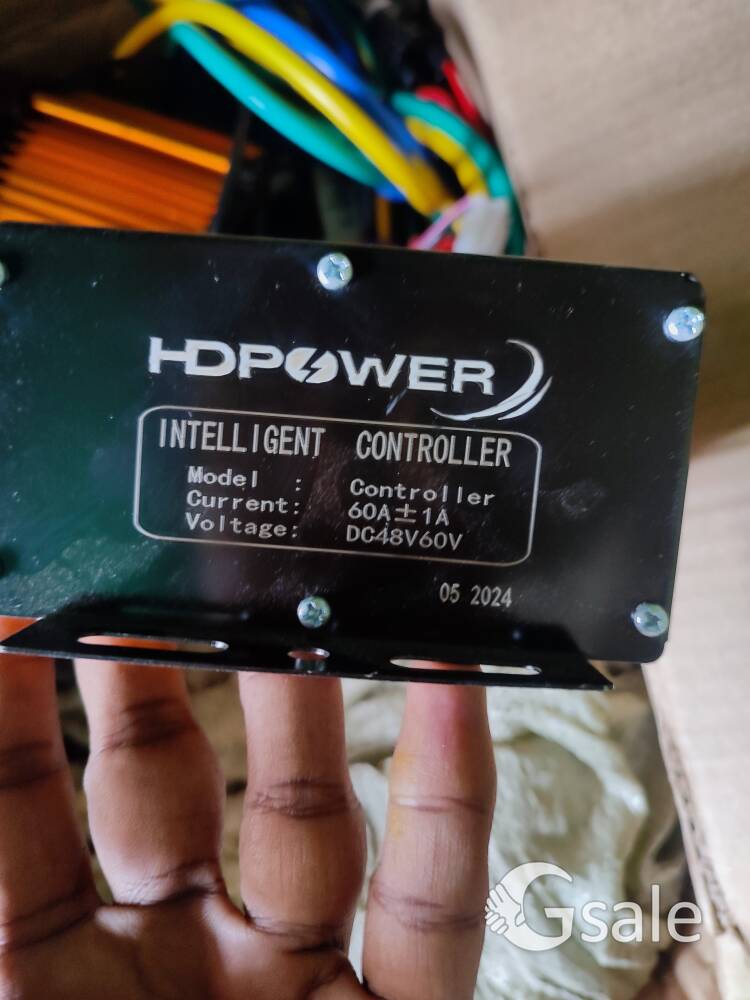 HDPOWER
INTELLIGENT CONTROLLER
Model : Controller
Current: 60A±1A
Voltage: DC48V60V
05 2024
Gsale